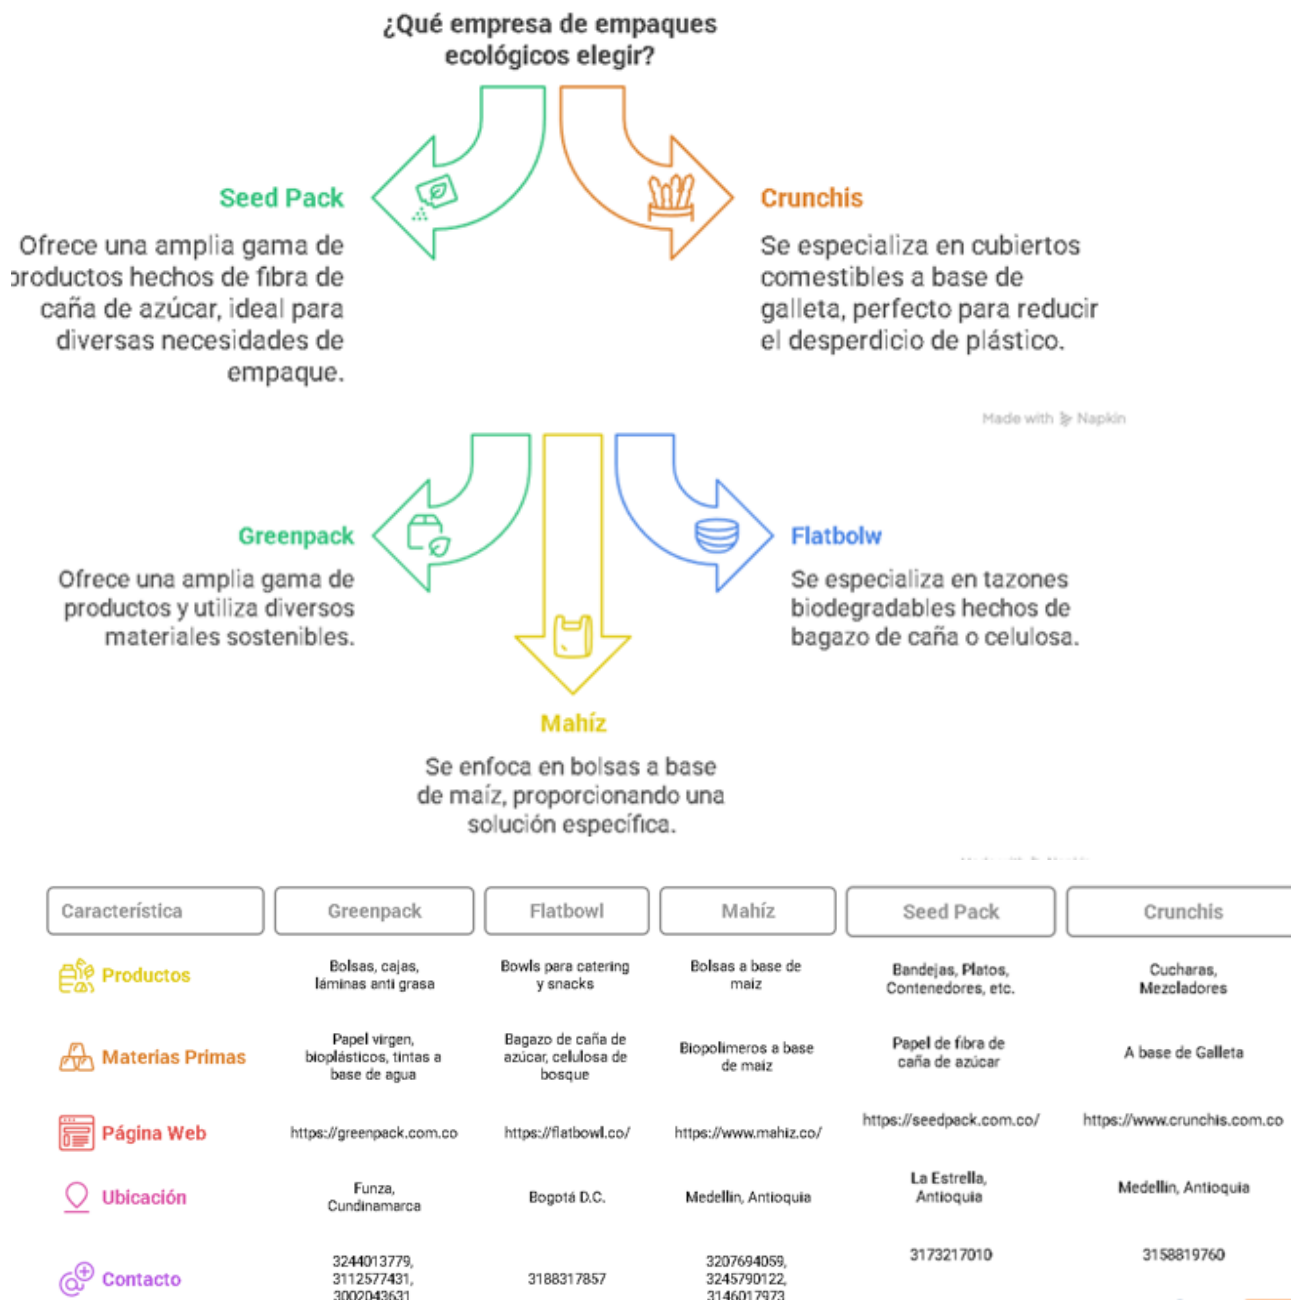 ¿Qué empresa de empaques
ecológicos elegir?
Seed Pack
Ofrece una amplia gama de
productos hechos de fibra de
caña de azúcar, ideal para
diversas necesidades de
empaque.
Crunchis
Se especializa en cubiertos
comestibles a base de
galleta, perfecto para reducir
el desperdicio de plástico.
Made with Napkin
Greenpack
Ofrece una amplia gama de
productos y utiliza diversos
materiales sostenibles.
Flatbolw
Se especializa en tazones
biodegradables hechos de
bagazo de caña o celulosa.
Mahíz
Se enfoca en bolsas a base
de maíz, proporcionando una
solución específica.
Característica
Greenpack
Flatbowl
Mahíz
Seed Pack
Crunchis
Productos
Bolsas, cajas,
láminas anti grasa
Bowls para catering
y snacks
Bolsas a base de
maiz
Bandejas, Platos,
Contenedores, etc.
Cucharas,
Mezcladores
Materias Primas
Papel virgen,
bioplásticos, tintas a
base de agua
Bagazo de caña de
azúcar, celulosa de
bosque
Biopolimeros a base
de maiz
Papel de fibra de
caña de azúcar
A base de Galleta
Página Web
https://greenpack.com.co
https://flatbowl.co/
https://www.mahiz.co/
https://seedpack.com.co/
https://www.crunchis.com.co
Ubicación
Funza,
Cundinamarca
Bogotá D.C.
Medellin, Antioquia
La Estrella,
Antioquia
Medellin, Antioquia
Contacto
3244013779,
3112577431,
3002043631
3188317857
3207694059,
3245790122,
3146017973
3173217010
3158819760